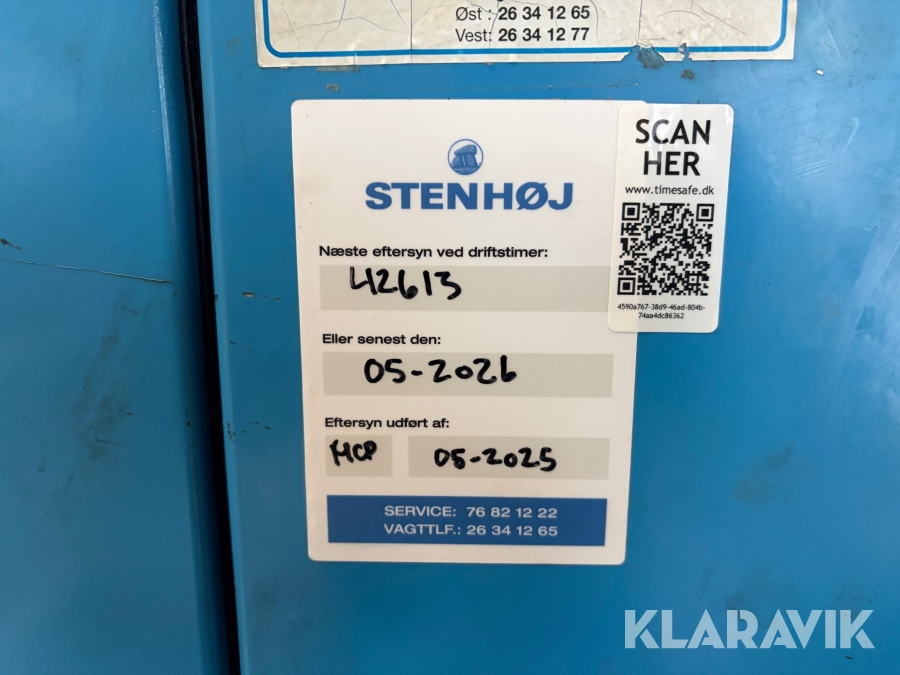 Øst : 26 34 12 65
Vest: 26 34 12 77
STENHØJ
Næste eftersyn ved driftstimer:
42613
Eller senest den:
05-2026
Eftersyn udført af:
MCP 05-2025
SERVICE: 76 82 12 22
VAGTTLF.: 26 34 12 65
SCAN
HER
www.timesafe.dk
4590a767-38d9-46ad-804b-
74aa4dc86362
KLARAVIK